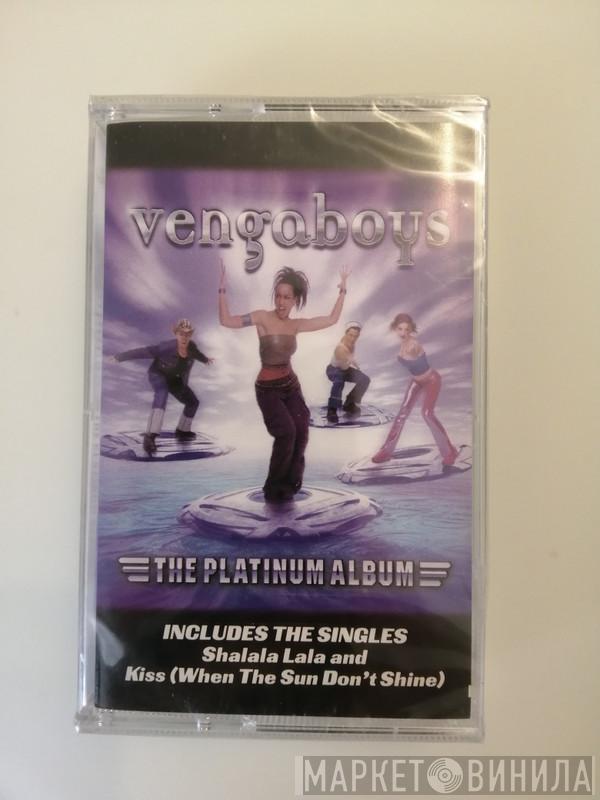 vengaboys
THE PLATINUM ALBUM
INCLUDES THE SINGLES
Shalala Lala and
Kiss (When The Sun Don't Shine)
МАРКЕТ ВИНИЛА